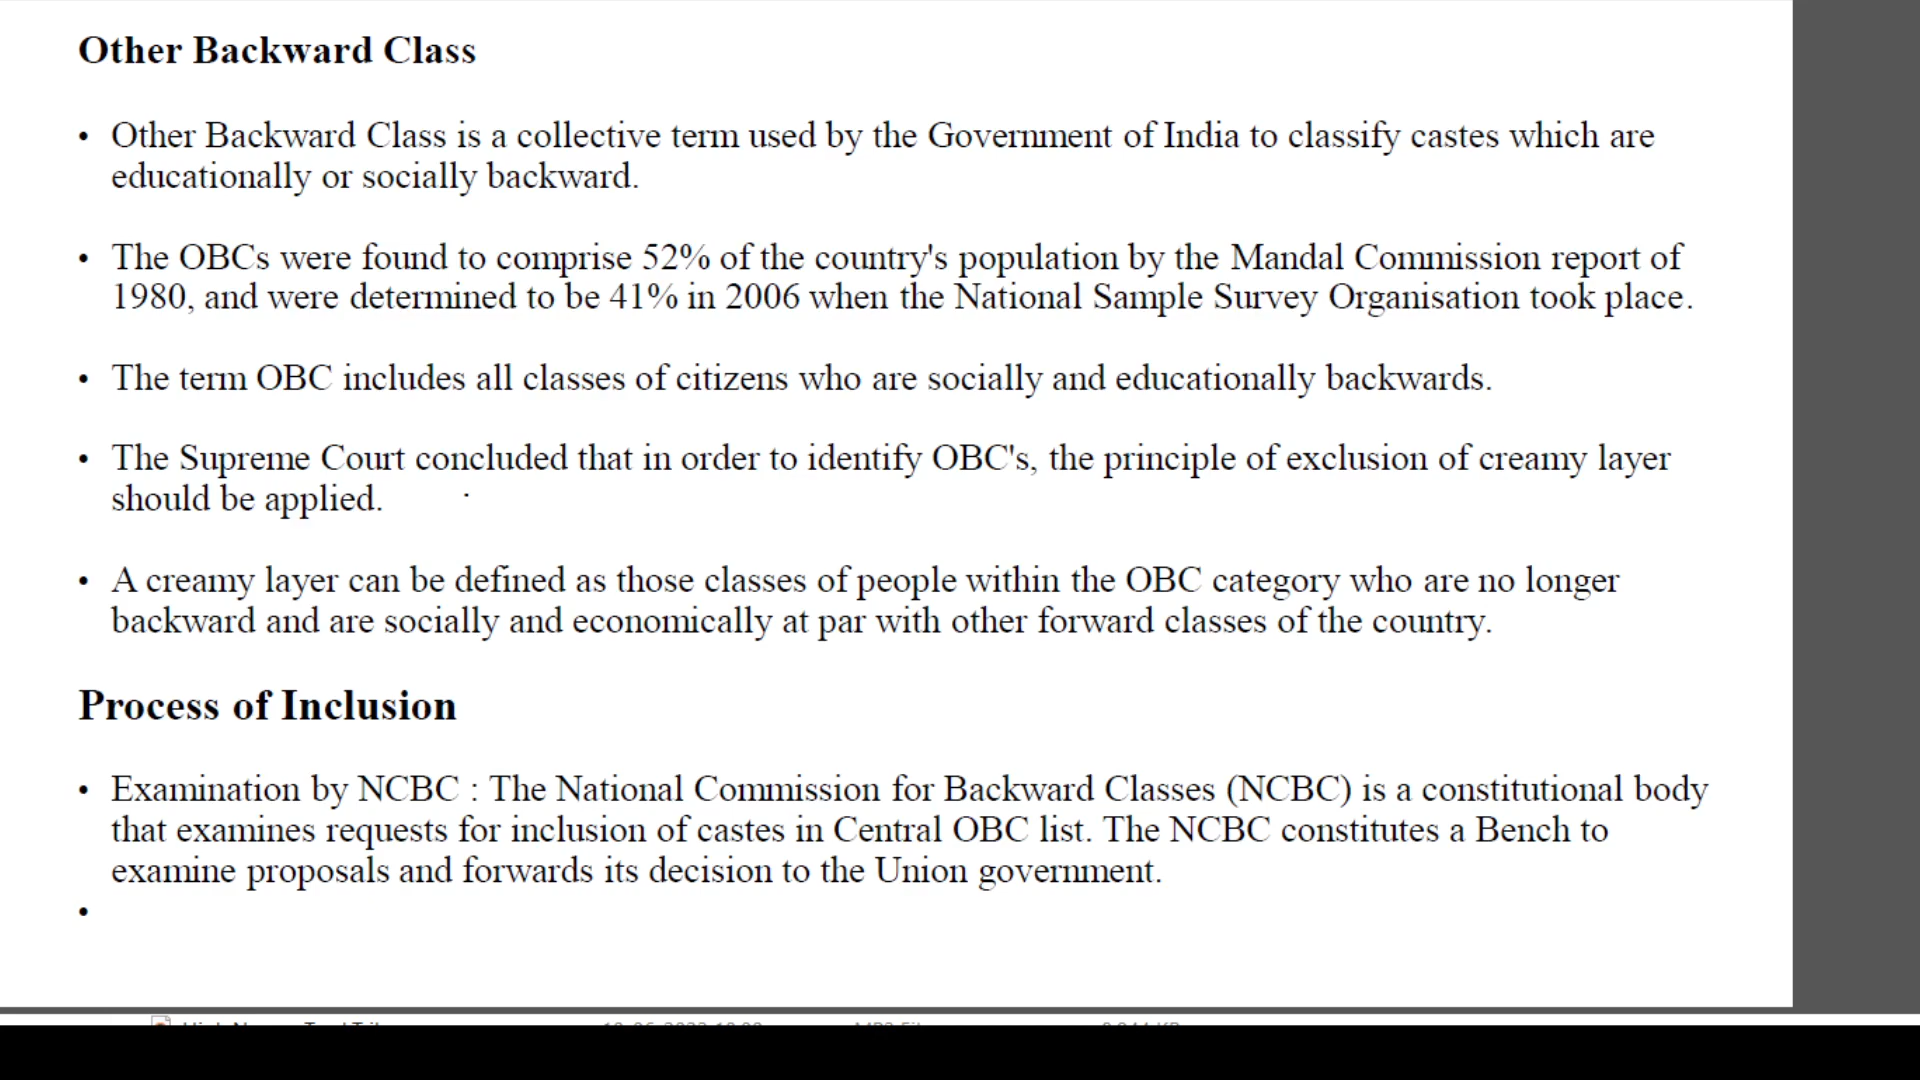 Other Backward Class
• Other Backward Class is a collective term used by the Government of India to classify castes which are
educationally or socially backward.
• The OBCs were found to comprise 52% of the country's population by the Mandal Commission report of
1980, and were determined to be 41% in 2006 when the National Sample Survey Organisation took place.
• The term OBC includes all classes of citizens who are socially and educationally backwards.
• The Supreme Court concluded that in order to identify OBC's, the principle of exclusion of creamy layer
should be applied.
• A creamy layer can be defined as those classes of people within the OBC category who are no longer
backward and are socially and economically at par with other forward classes of the country.
Process of Inclusion
• Examination by NCBC : The National Commission for Backward Classes (NCBC) is a constitutional body
that examines requests for inclusion of castes in Central OBC list. The NCBC constitutes a Bench to
examine proposals and forwards its decision to the Union government.
•